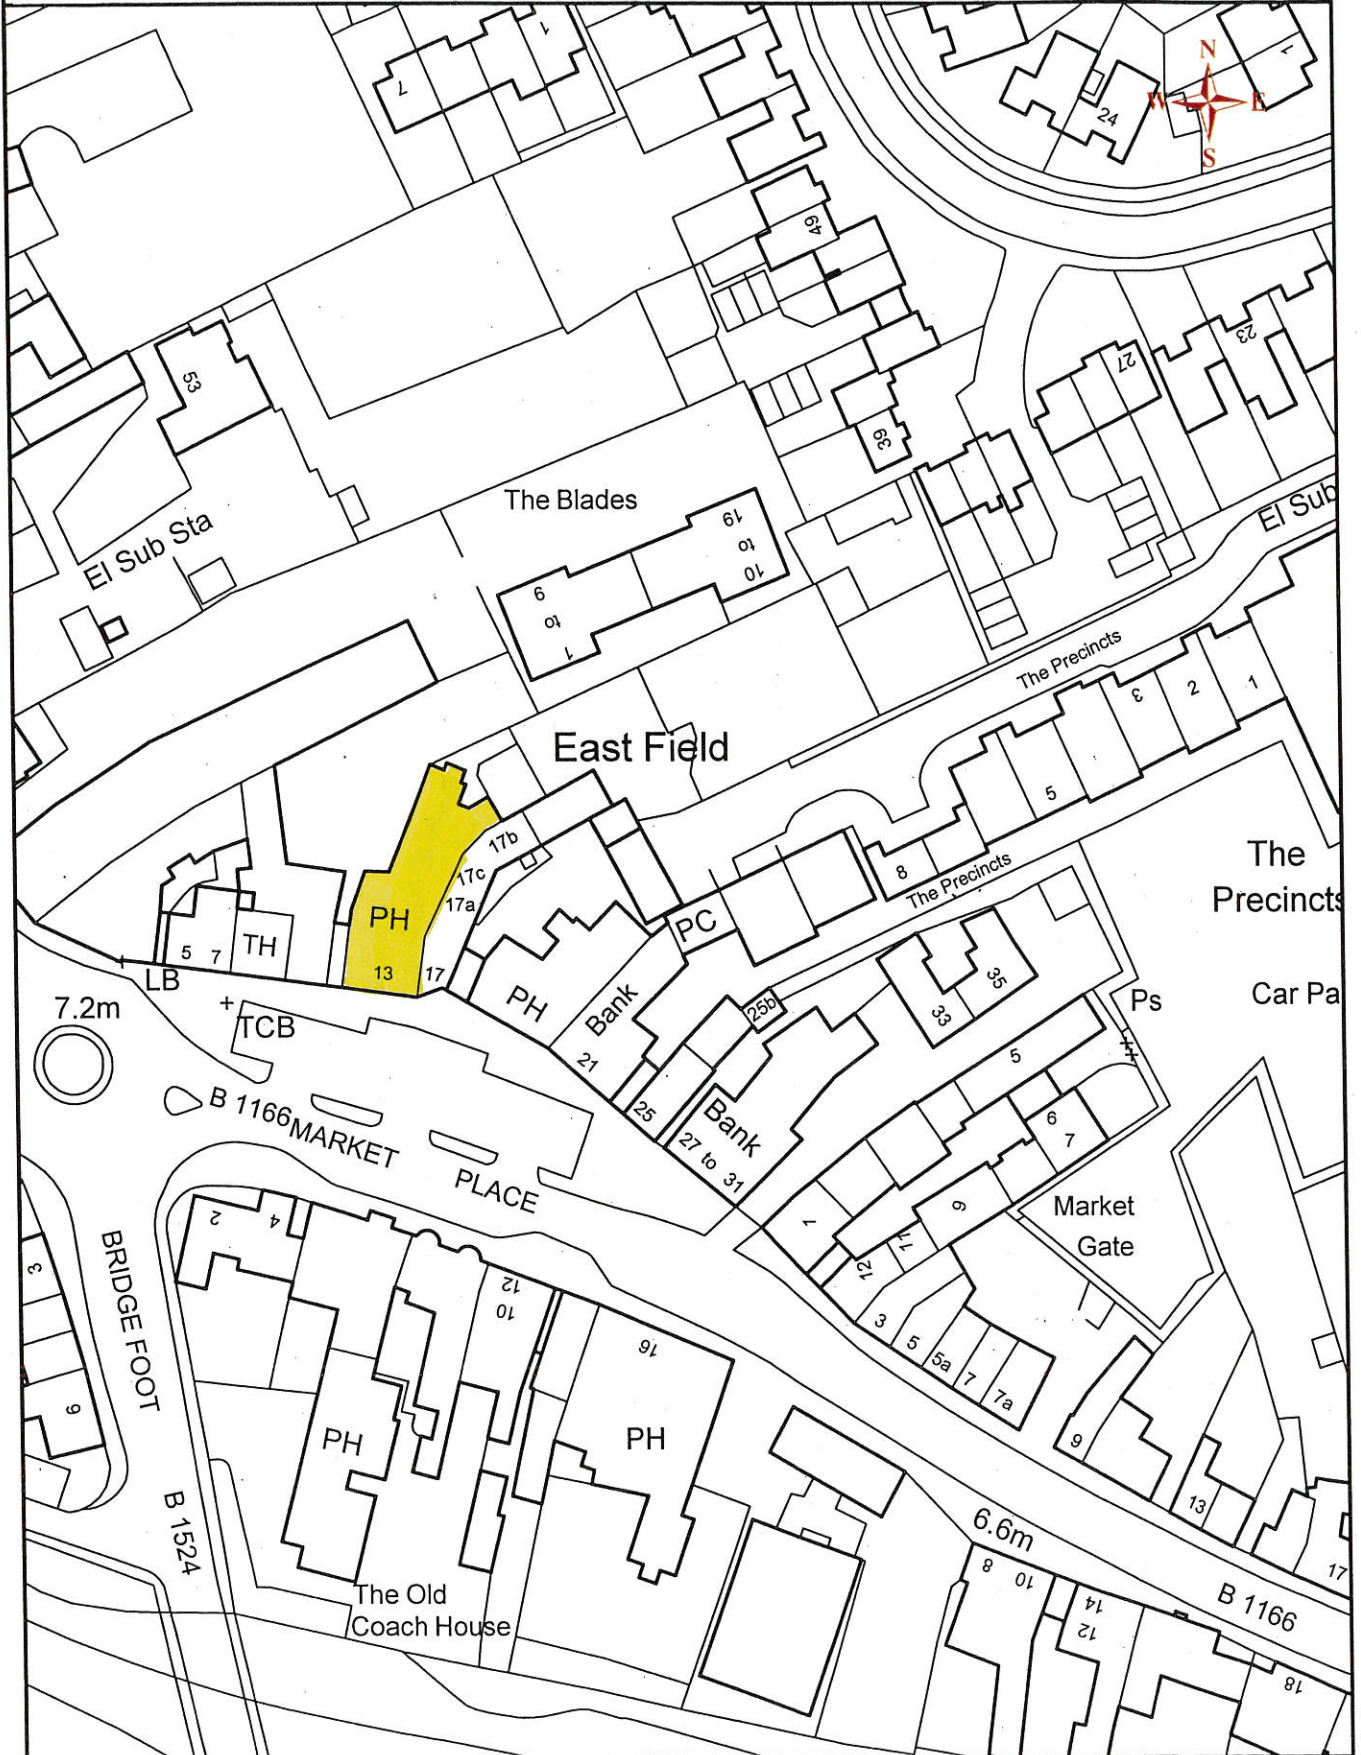 1
7
1
N
W E
24
S
49
53
23
27
39
The Blades
El Sub Sta
El Sub
19
to
10
9
to
1
The Precincts
1
2
3
5
East Field
8
The Precincts
The
Precincts
17b
17c
17a
PH
13
17
TH
5 7
LB
PC
PH
Bank
21
25b
25
Bank
27 to 31
35
33
Ps
Car Pa
7.2m
TCB
B 1166
MARKET
PLACE
5
6
7
9
7
11
12
Market
Gate
2
4
3
BRIDGE FOOT
9
B 1524
12
10
16
PH
PH
3
5
5a
7
7a
9
13
17
6.6m
B 1166
The Old
Coach House
8
10
14
12
18